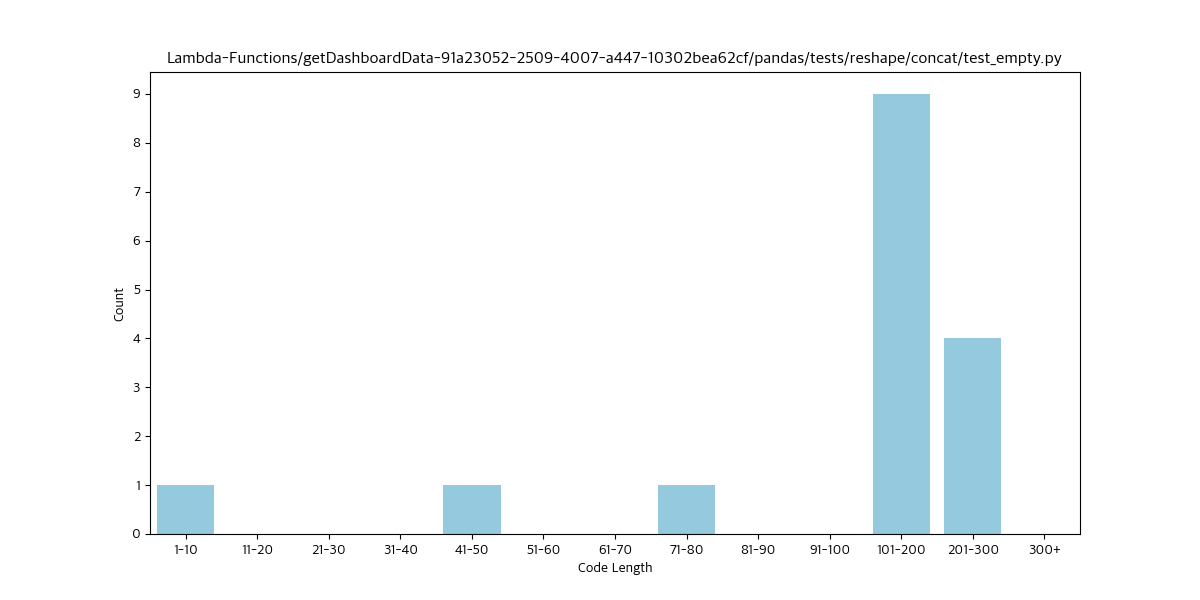 Lambda-Functions/getDashboardData-91a23052-2509-4007-a447-10302bea62cf/pandas/tests/reshape/concat/test_empty.py
Count
9
8
7
6
5
4
3
2
1
0
1-10 11-20 21-30 31-40 41-50 51-60 61-70 71-80 81-90 91-100 101-200 201-300 300+
Code Length